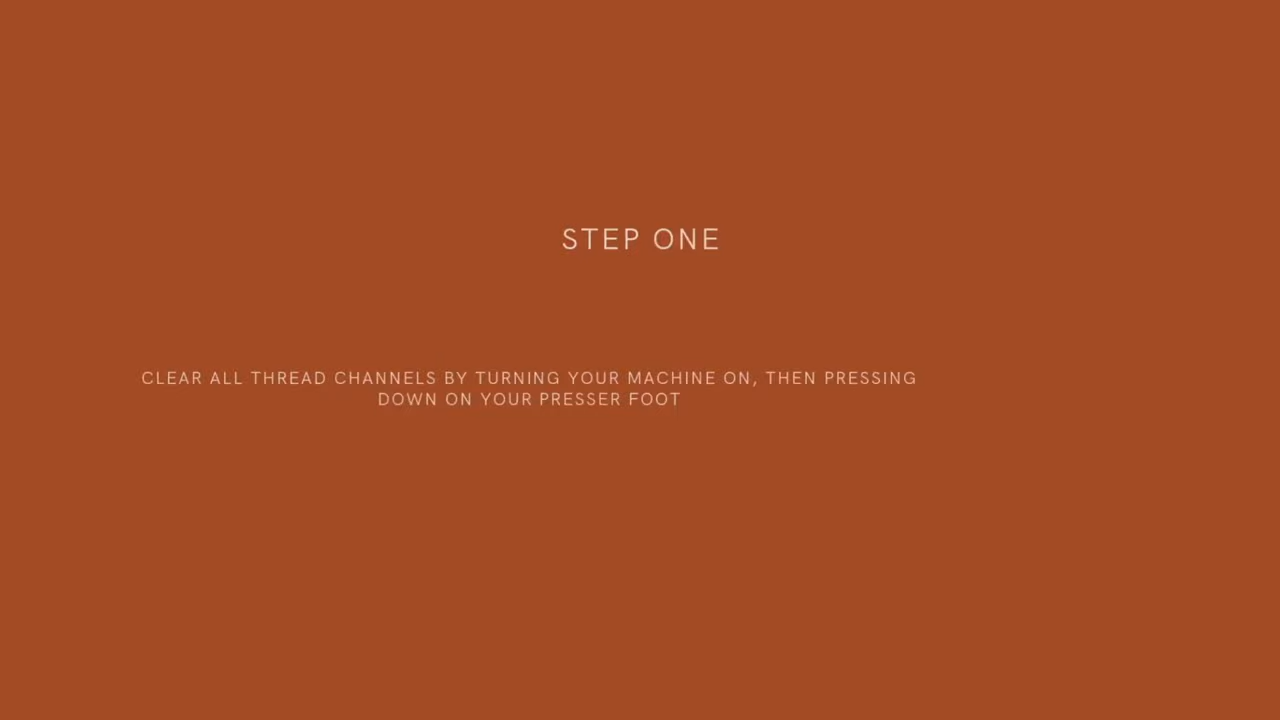 STEP ONE
CLEAR ALL THREAD CHANNELS BY TURNING YOUR MACHINE ON, THEN PRESSING
DOWN ON YOUR PRESSER FOOT